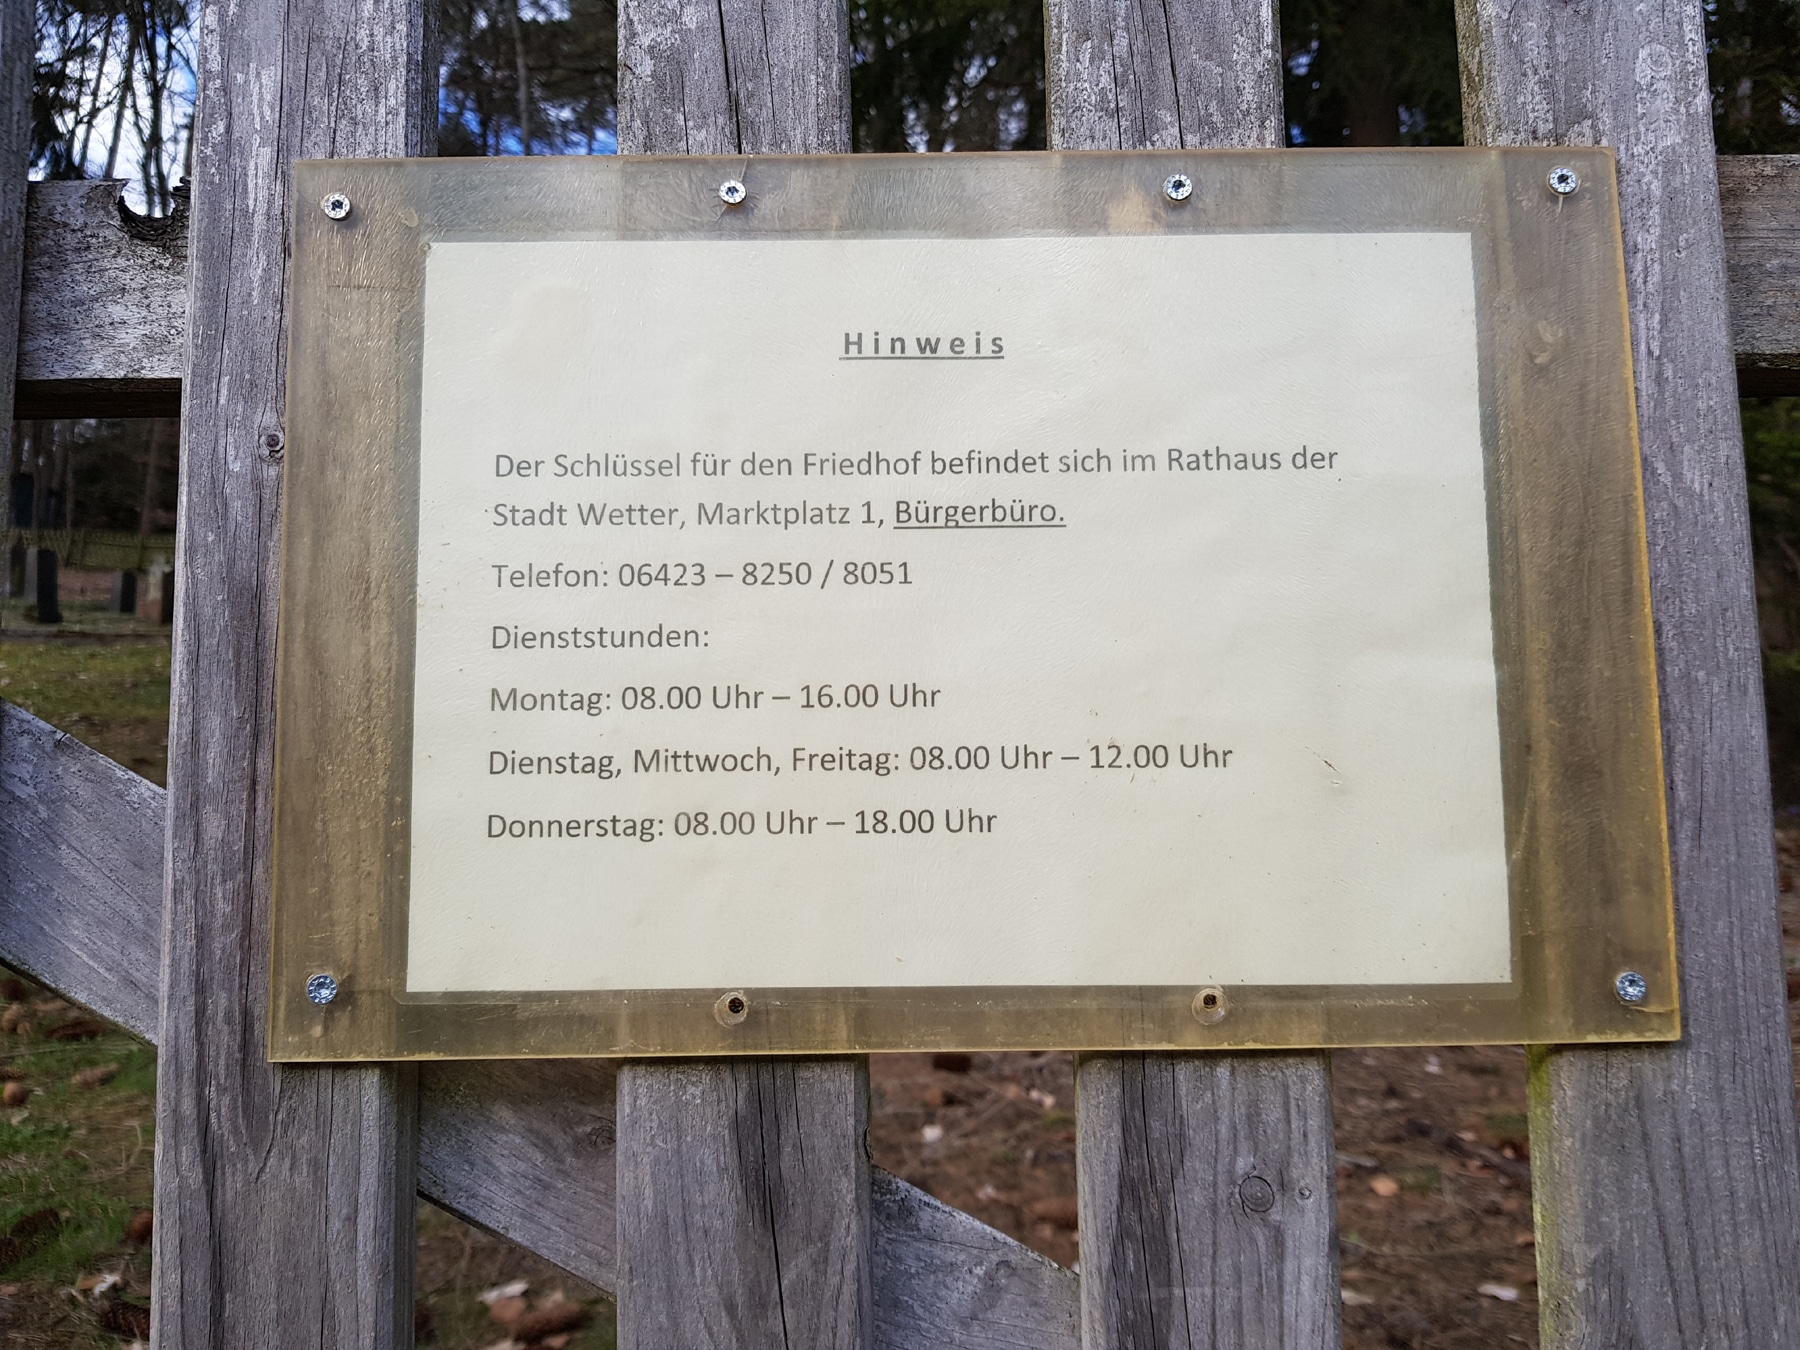 Hinweis
Der Schlüssel für den Friedhof befindet sich im Rathaus der
Stadt Wetter, Marktplatz 1, Bürgerbüro.
Telefon: 06423 – 8250 / 8051
Dienststunden:
Montag: 08.00 Uhr – 16.00 Uhr
Dienstag, Mittwoch, Freitag: 08.00 Uhr – 12.00 Uhr
Donnerstag: 08.00 Uhr – 18.00 Uhr